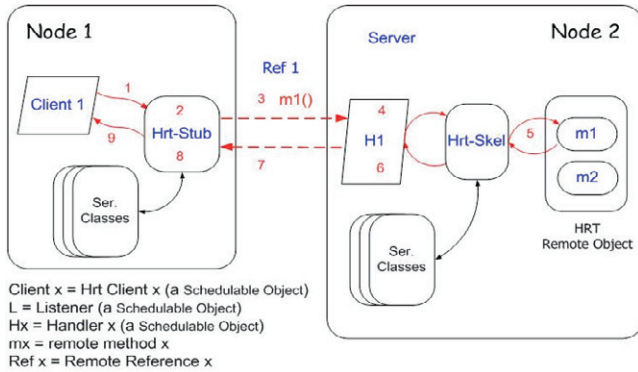 Node 1
Client 1
1
9
2
Hrt-Stub
8
Ser.
Classes
Ref 1
3 m1()
7
Server
Node 2
4
H1
6
Hrt-Skel
5
m1
m2
HRT
Remote Object
Ser.
Classes
Client x = Hrt Client x (a Schedulable Object)
L = Listener (a Schedulable Object)
Hx = Handler x (a Schedulable Object)
mx = remote method x
Ref x = Remote Reference x